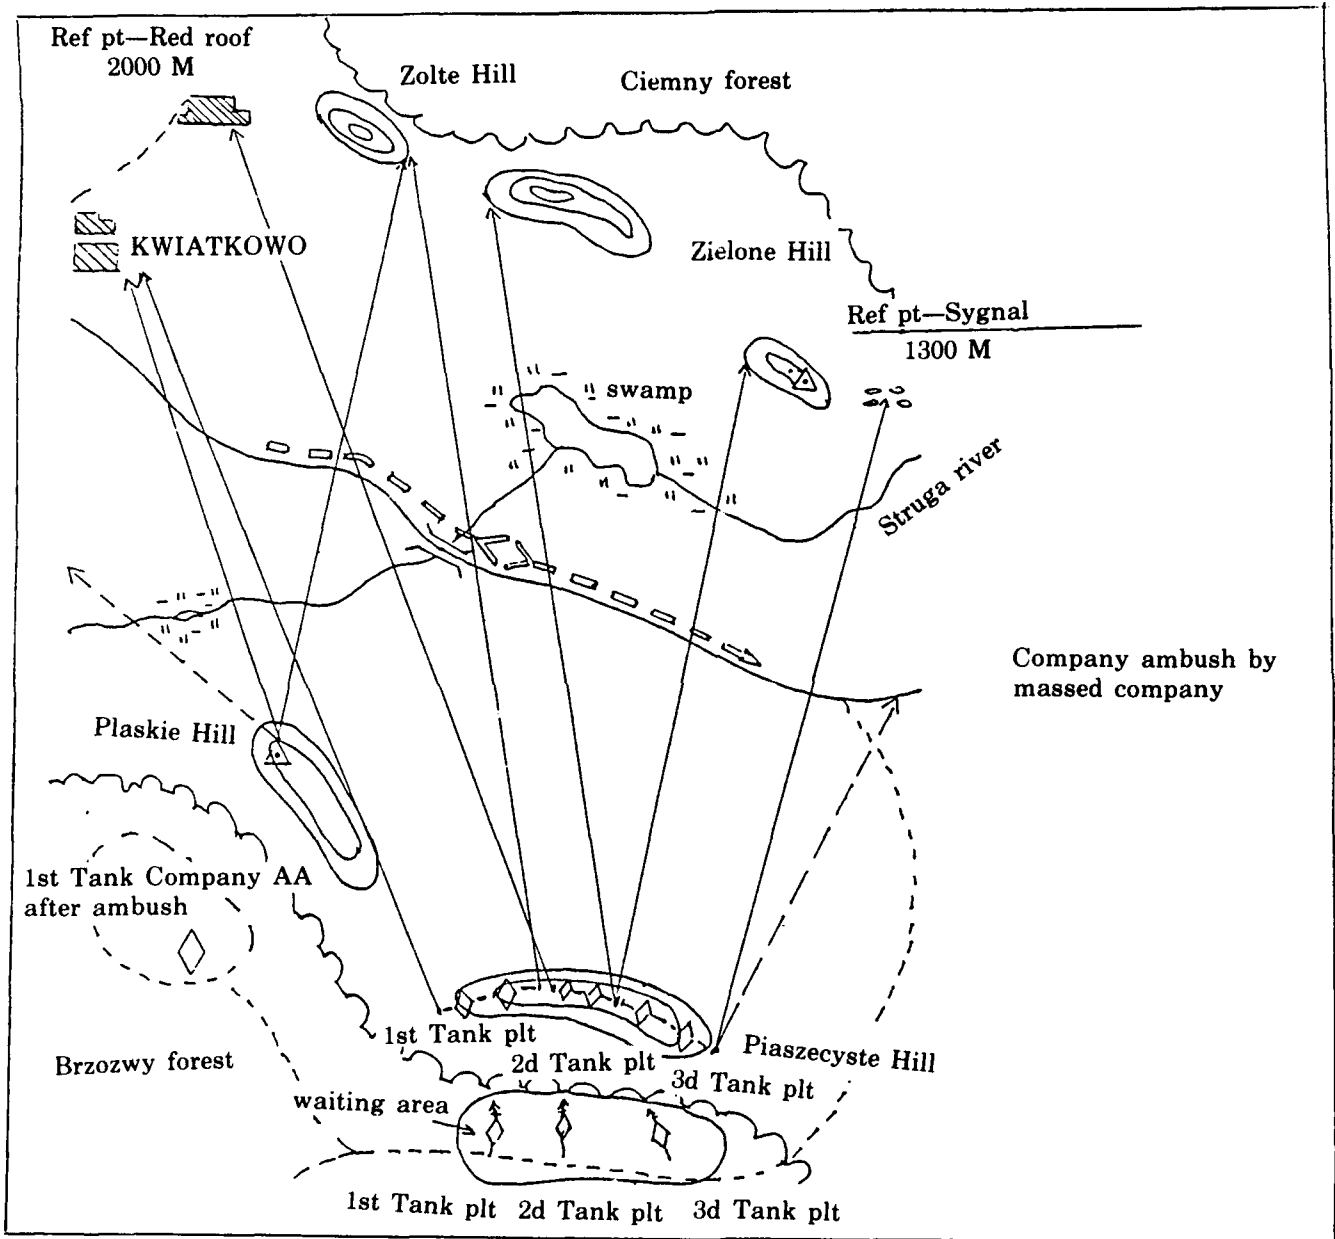 Ref pt—Red roof
2000 M
Zolte Hill
Ciemny forest
KWIATKOWO
Zielone Hill
Ref pt—Sygnal
1300 M
swamp
Struga river
Company ambush by
massed company
Plaskie Hill
1st Tank Company AA
after ambush
1st Tank plt
2d Tank plt
3d Tank plt
Piaszecyste Hill
Brzozwy forest
waiting area
1st Tank plt 2d Tank plt 3d Tank plt